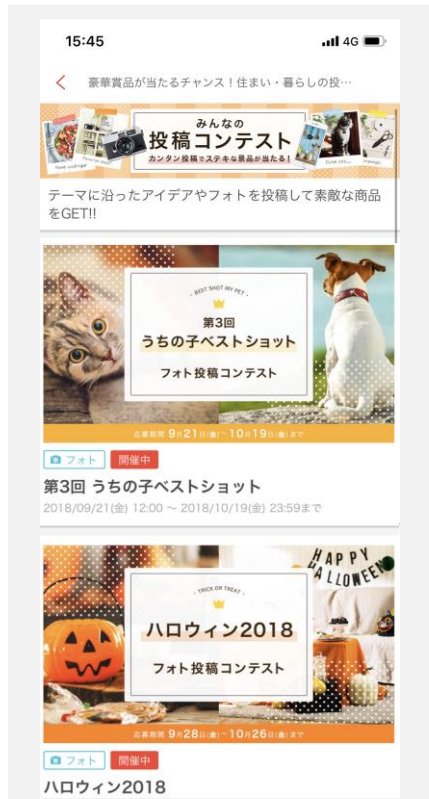 15:45
4G
豪華賞品が当たるチャンス！住まい・暮らしの投…
みんなの
投稿コンテスト
カンタン投稿でステキな景品が当たる！
テーマに沿ったアイデアやフォトを投稿して素敵な商品
をGET!!
BEST SHOT MY PET
第3回
うちの子ベストショット
フォト投稿コンテスト
応募期間 9月21日(金)〜10月19日(金)まで
フォト
開催中
第3回 うちの子ベストショット
2018/09/21(金) 12:00 〜 2018/10/19(金) 23:59まで
HAPPY
HALLOWEEN
TRICK OR TREAT
ハロウィン2018
フォト投稿コンテスト
応募期間 9月28日(金)〜10月26日(金)まで
フォト
開催中
ハロウィン2018